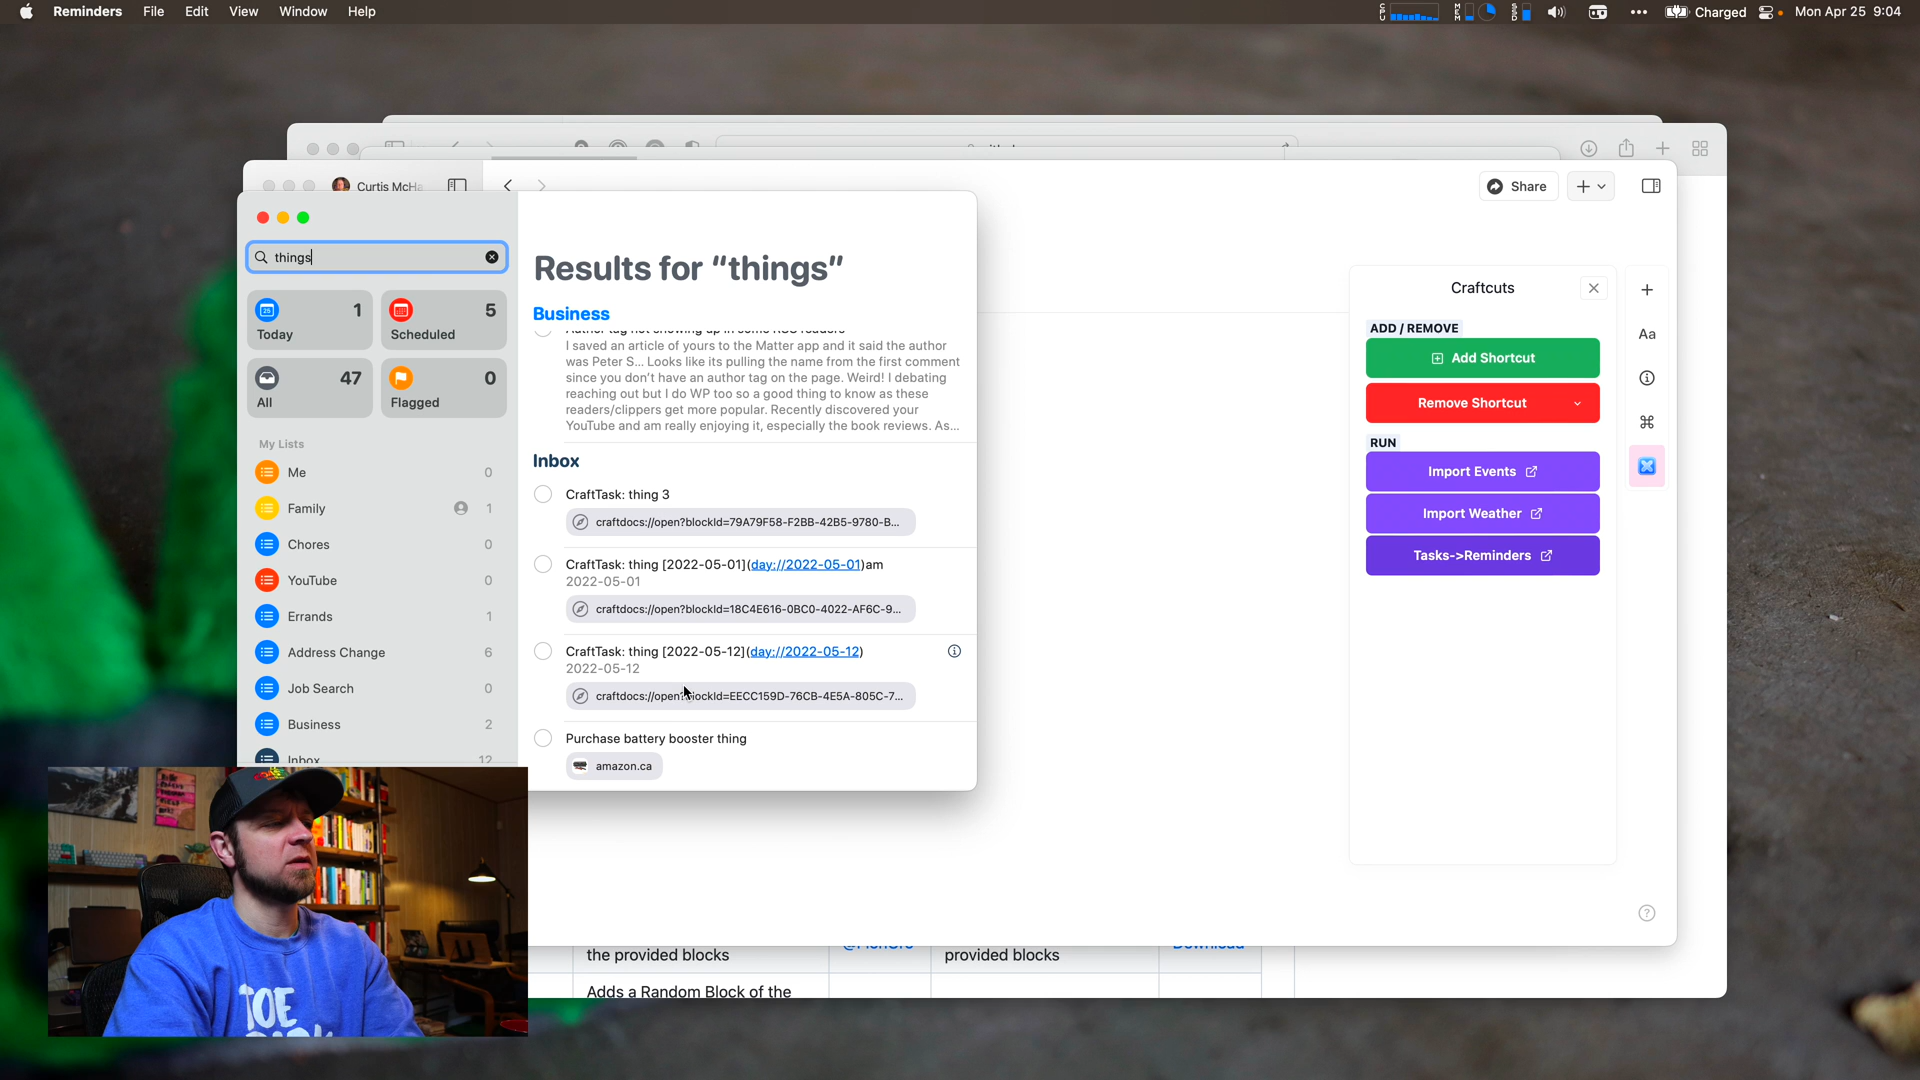 Reminders File Edit View Window Help
CPU MEM SSD Charged Mon Apr 25 9:04
Curtis McHa
Share
things
Results for “things”
25 1
Today
5
Scheduled
47
All
0
Flagged
My Lists
Me 0
Family 1
Chores 0
YouTube 0
Errands 1
Address Change 6
Job Search 0
Business 2
Inbox 12
Business
I saved an article of yours to the Matter app and it said the author
was Peter S... Looks like its pulling the name from the first comment
since you don’t have an author tag on the page. Weird! I debating
reaching out but I do WP too so a good thing to know as these
readers/clippers get more popular. Recently discovered your
YouTube and am really enjoying it, especially the book reviews. As...
Inbox
CraftTask: thing 3
craftdocs://open?blockId=79A79F58-F2BB-42B5-9780-B...
CraftTask: thing [2022-05-01](day://2022-05-01)am
2022-05-01
craftdocs://open?blockId=18C4E616-0BC0-4022-AF6C-9...
CraftTask: thing [2022-05-12](day://2022-05-12)
2022-05-12
craftdocs://open?blockId=EECC159D-76CB-4E5A-805C-7...
Purchase battery booster thing
amazon.ca
Craftcuts
ADD / REMOVE
Add Shortcut
Remove Shortcut
RUN
Import Events
Import Weather
Tasks->Reminders
Aa
the provided blocks
provided blocks
Download
Adds a Random Block of the